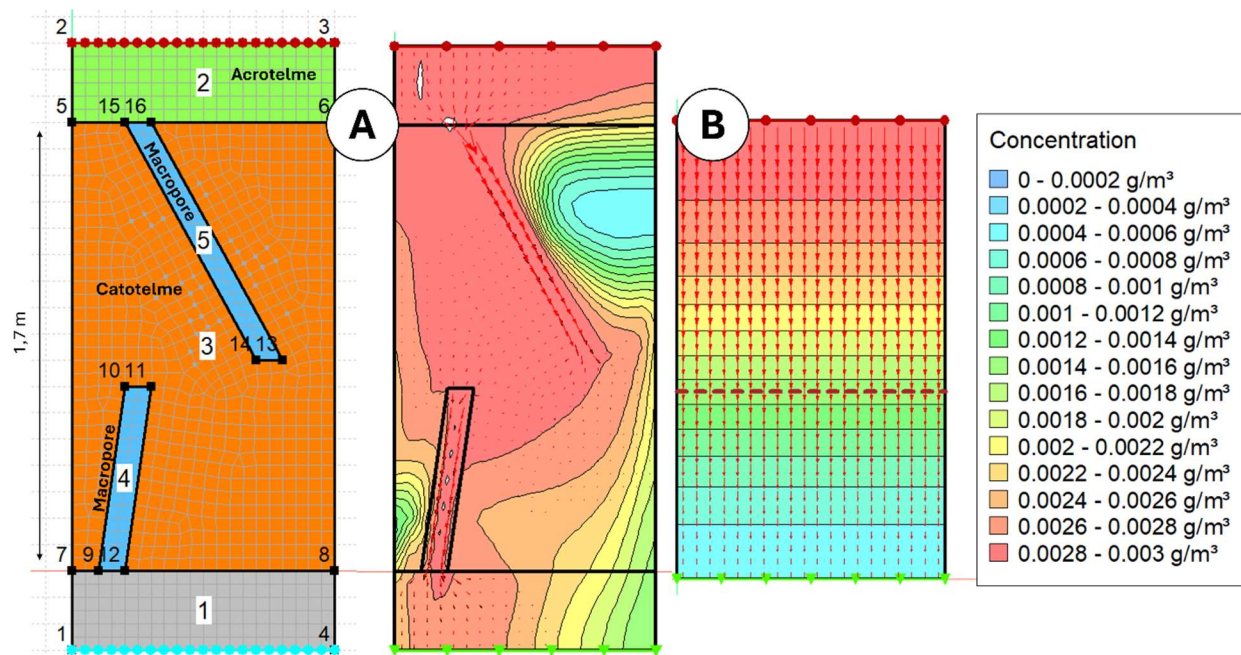 2 3
2 Acrotelme
5 15 16 6
Macropore
5
Catotelme
1,7 m
3
14 13
10 11
Macropore
4
7 9 12 8
1
1 4
A
B
Concentration
0 - 0.0002 g/m³
0.0002 - 0.0004 g/m³
0.0004 - 0.0006 g/m³
0.0006 - 0.0008 g/m³
0.0008 - 0.001 g/m³
0.001 - 0.0012 g/m³
0.0012 - 0.0014 g/m³
0.0014 - 0.0016 g/m³
0.0016 - 0.0018 g/m³
0.0018 - 0.002 g/m³
0.002 - 0.0022 g/m³
0.0022 - 0.0024 g/m³
0.0024 - 0.0026 g/m³
0.0026 - 0.0028 g/m³
0.0028 - 0.003 g/m³